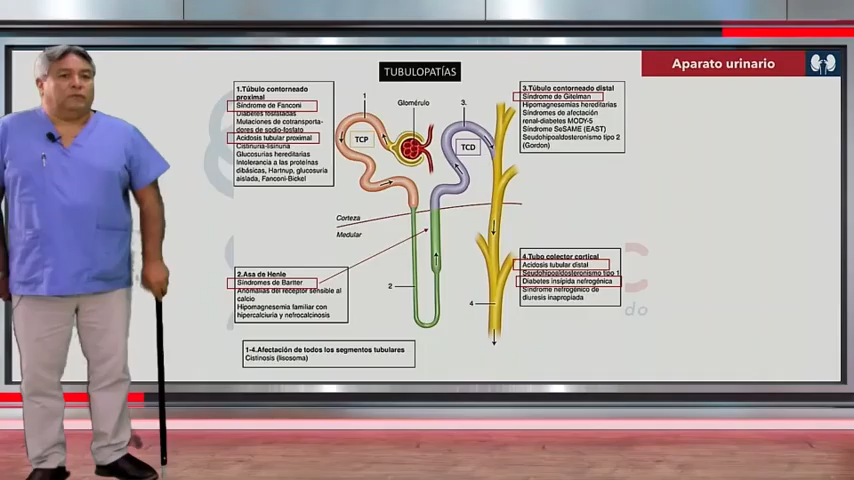 Aparato urinario
TUBULOPATÍAS
1.Túbulo contorneado
proximal
Síndrome de Fanconi
Diabetes fosfatadas
Mutaciones de cotransporta-
dores de sodio-fosfato
Acidosis tubular proximal
Cistinuria-lisinuria
Glucosurias hereditarias
Intolerancia a las proteínas
dibásicas, Hartnup, glucosuria
aislada, Fanconi-Bickel
1
Glomérulo
3.
TCP
TCD
3.Túbulo contorneado distal
Síndrome de Gitelman
Hipomagnesemias hereditarias
Síndromes de afectación
renal-diabetes MODY-5
Síndrome SeSAME (EAST)
Seudohipoaldosteronismo tipo 2
(Gordon)
Corteza
Medular
2.Asa de Henle
Síndromes de Bartter
Anomalías del receptor sensible al
calcio
Hipomagnesemia familiar con
hipercalciuria y nefrocalcinosis
2
4
4.Tubo colector cortical
Acidosis tubular distal
Seudohipoaldosteronismo tipo 1
Diabetes insípida nefrogénica
Síndrome nefrogénico de
diuresis inapropiada
do
1-4.Afectación de todos los segmentos tubulares
Cistinosis (lisosoma)